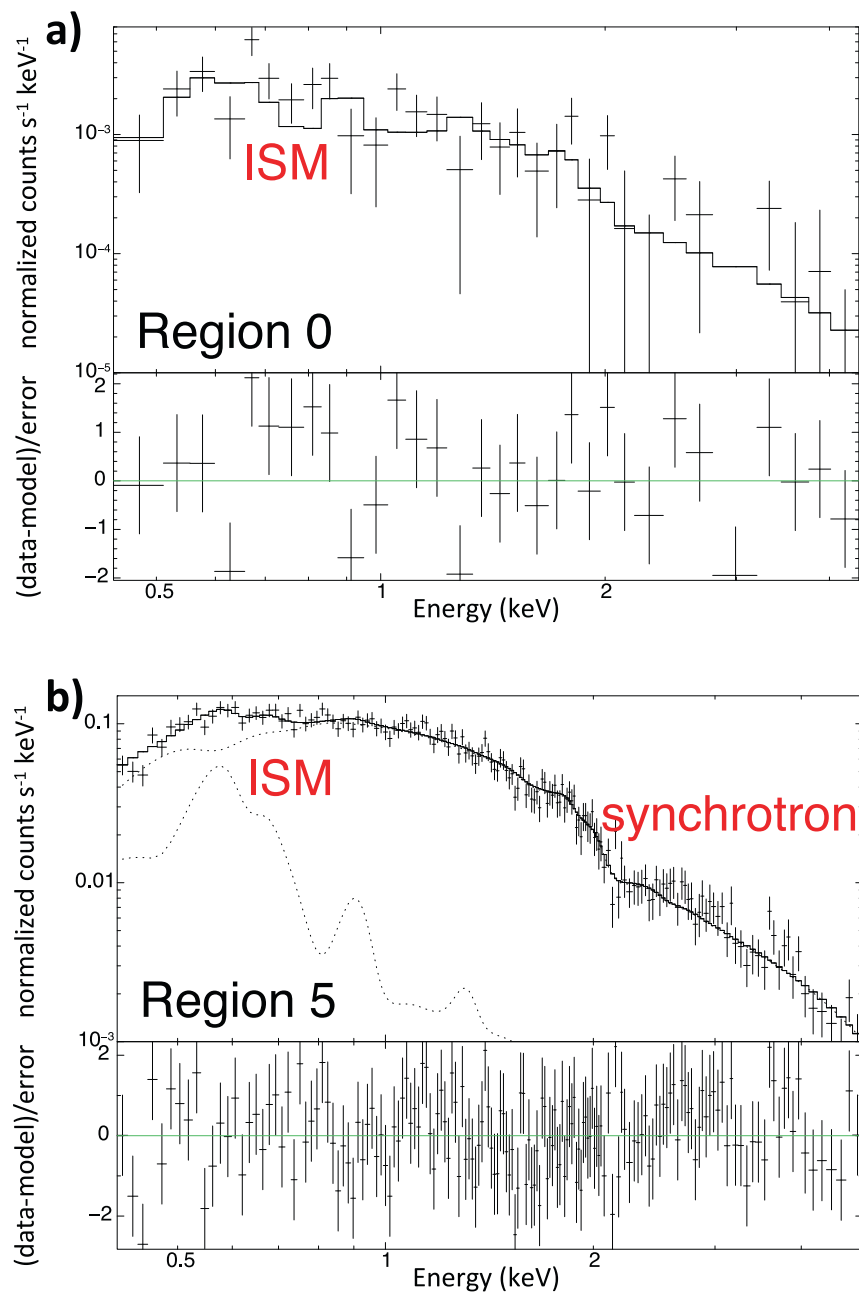 a)
normalized counts s⁻¹ keV⁻¹
10⁻³
10⁻⁴
10⁻⁵
ISM
Region 0
(data-model)/error
2
1
0
−1
−2
0.5
1
2
Energy (keV)
b)
normalized counts s⁻¹ keV⁻¹
0.1
0.01
10⁻³
ISM
synchrotron
Region 5
(data-model)/error
2
0
−2
0.5
1
2
Energy (keV)